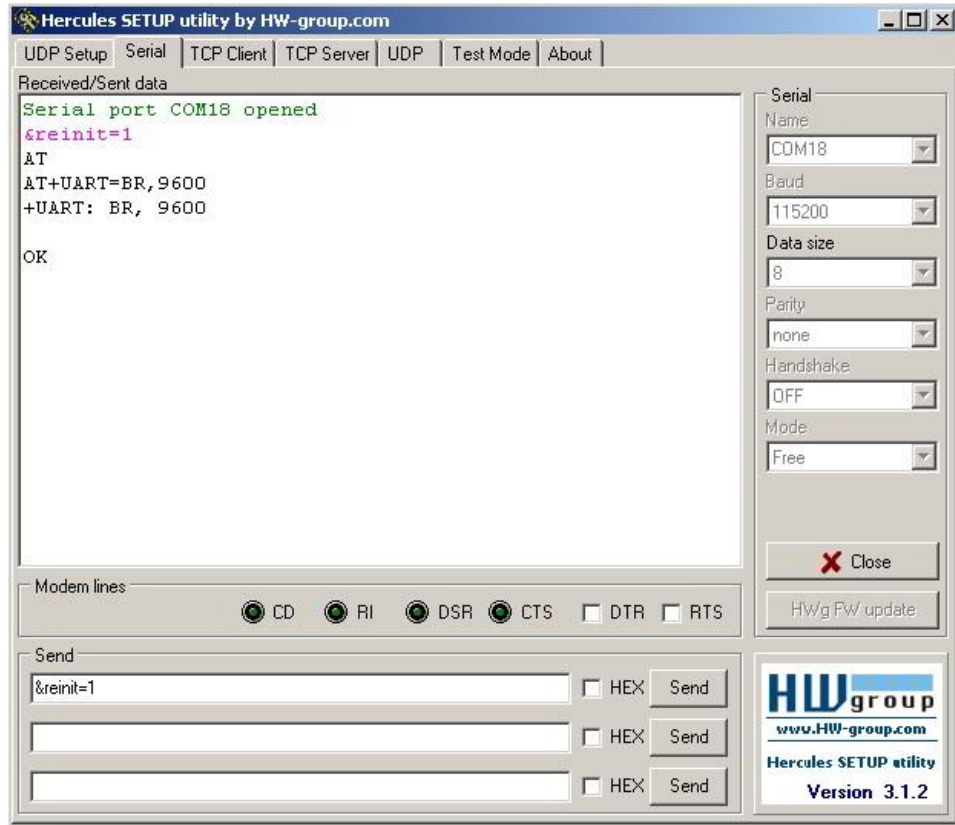 Hercules SETUP utility by HW-group.com
UDP Setup Serial TCP Client TCP Server UDP Test Mode About
Received/Sent data
Serial port COM18 opened
&reinit=1
AT
AT+UART=BR,9600
+UART: BR, 9600
OK
Serial
Name
COM18
Baud
115200
Data size
8
Parity
none
Handshake
OFF
Mode
Free
Close
HWg FW update
Modem lines
CD RI DSR CTS DTR RTS
Send
&reinit=1 HEX Send
HEX Send
HEX Send
HW group
www.HW-group.com
Hercules SETUP utility
Version 3.1.2